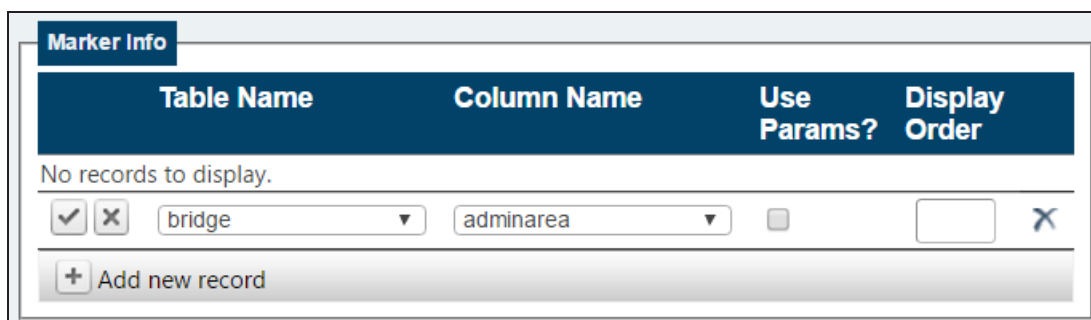 Marker Info
Table Name Column Name Use Params? Display Order
No records to display.
bridge adminarea
Add new record